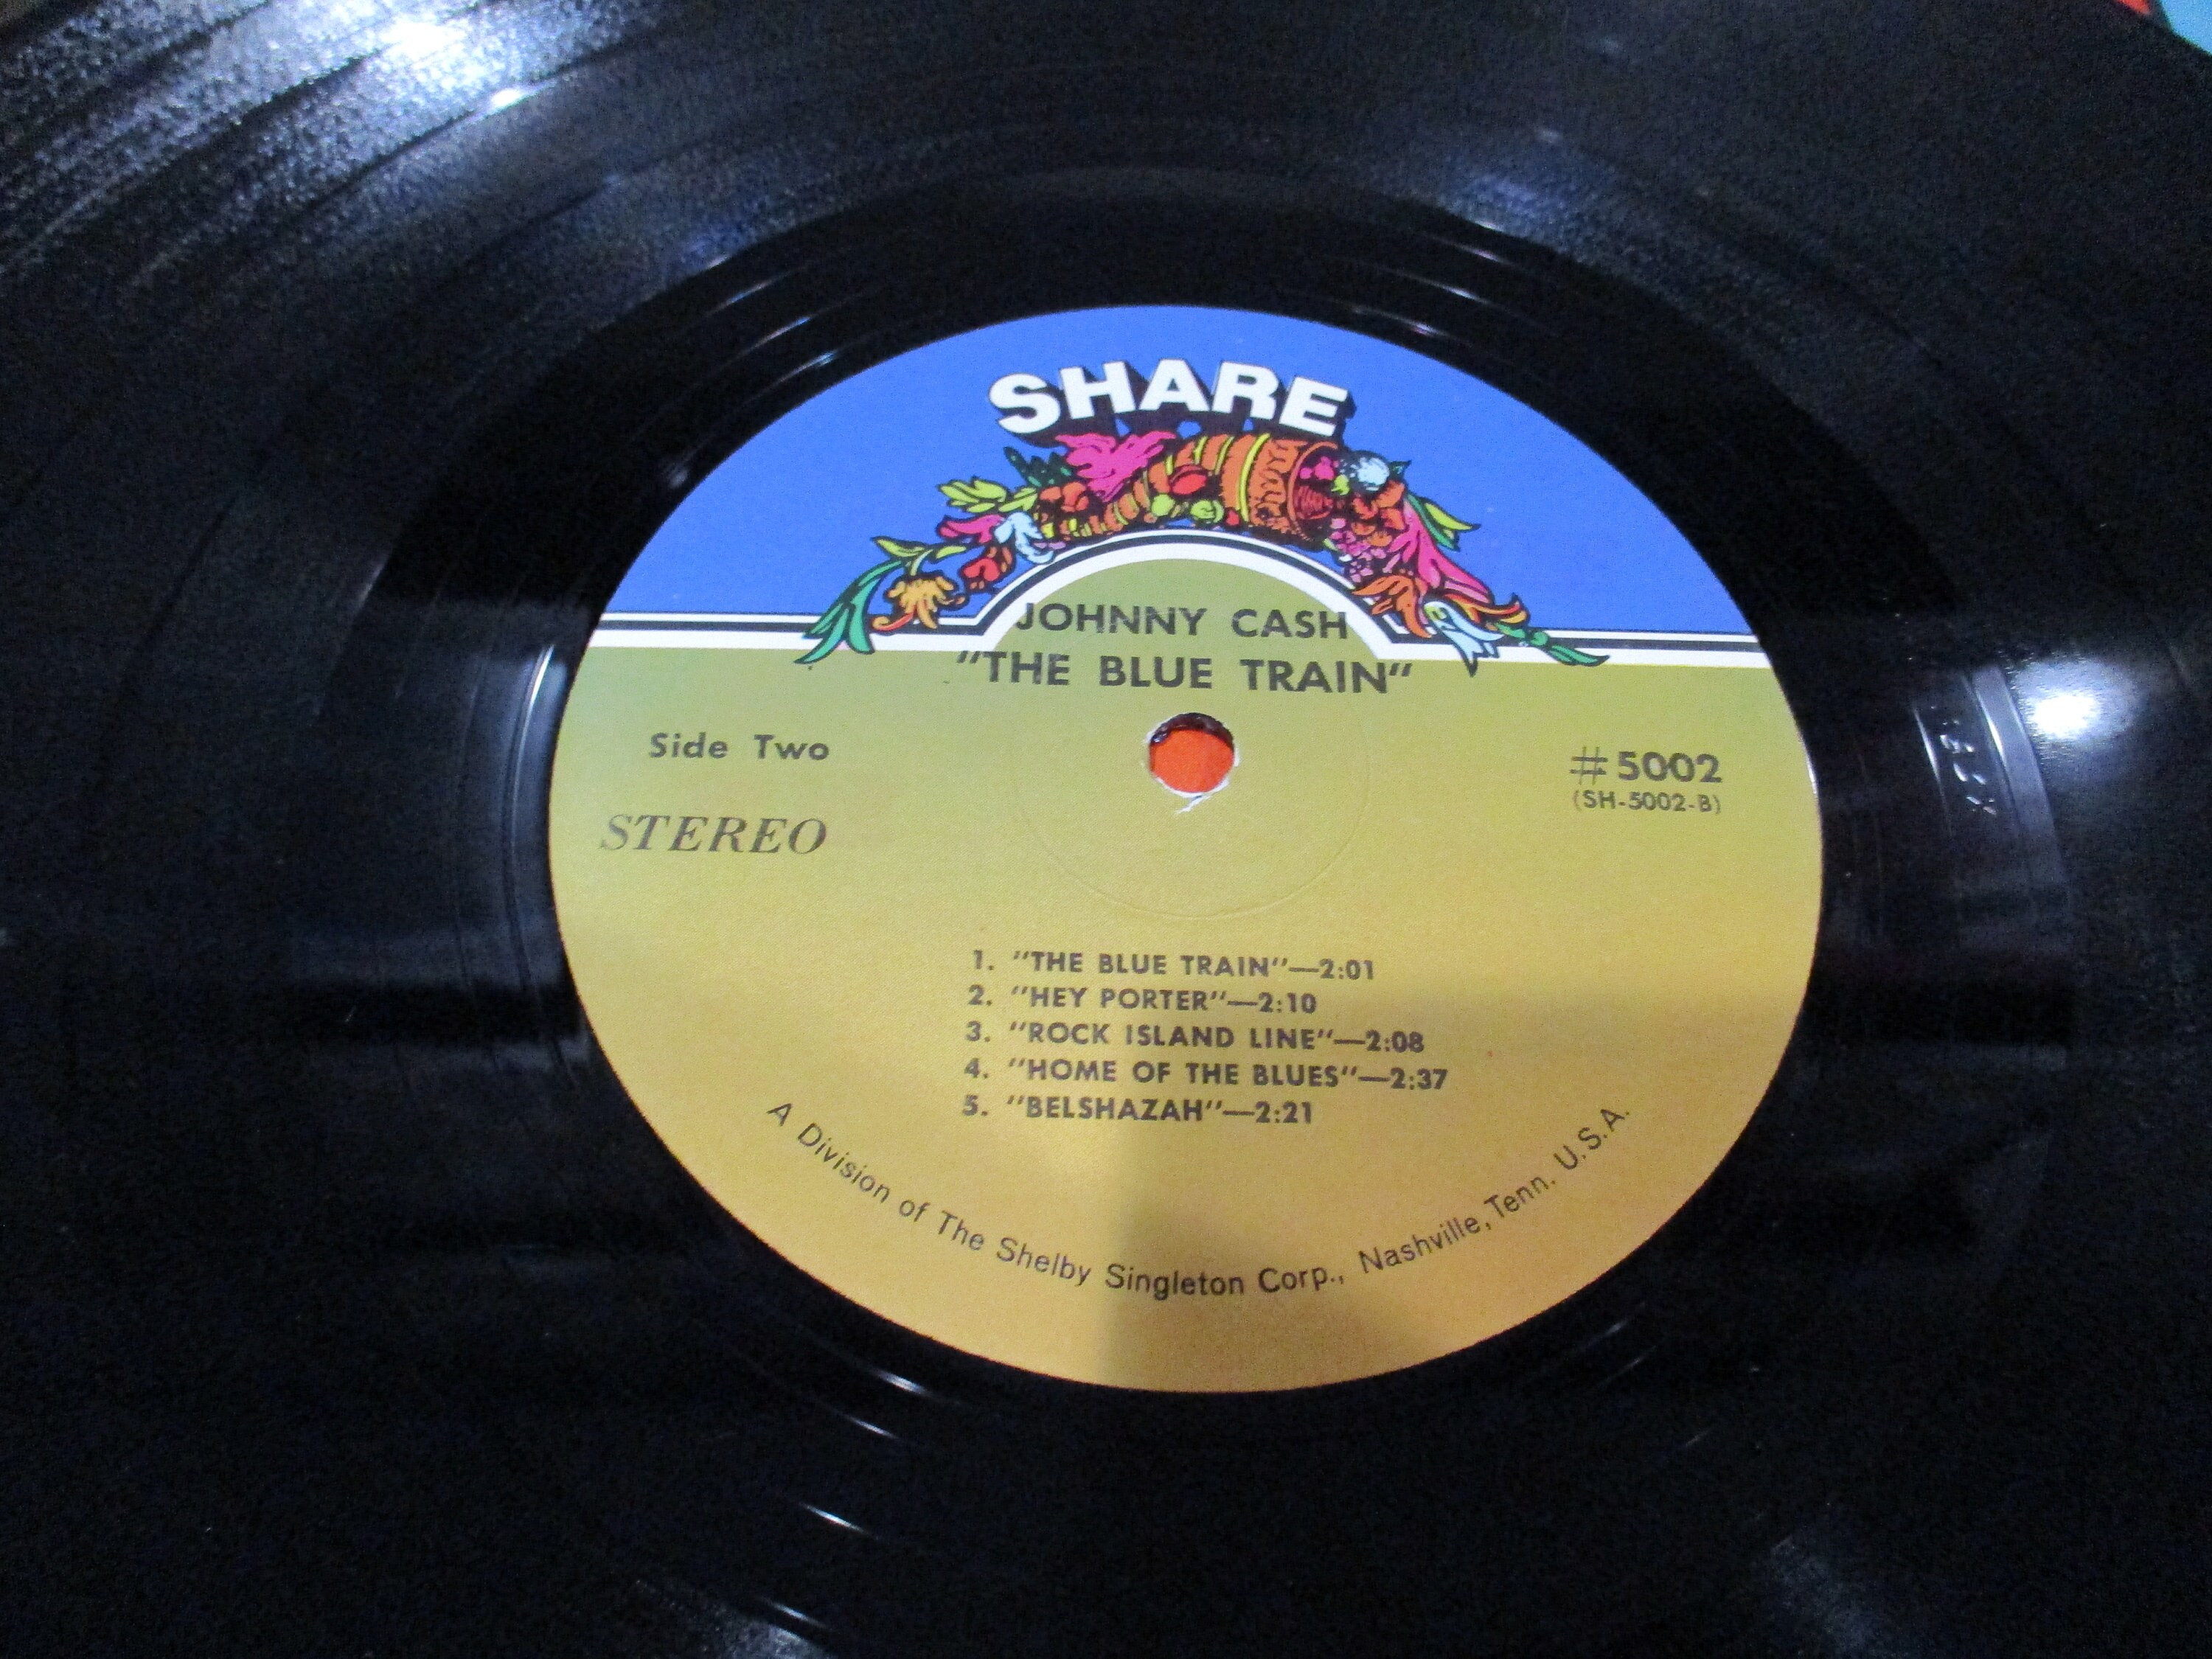 SHARE
JOHNNY CASH
"THE BLUE TRAIN"
Side Two
#5002
(SH-5002-B)
STEREO
1. "THE BLUE TRAIN"—2:01
2. "HEY PORTER"—2:10
3. "ROCK ISLAND LINE"—2:08
4. "HOME OF THE BLUES"—2:37
5. "BELSHAZAH"—2:21
A Division of The Shelby Singleton Corp., Nashville, Tenn. U.S.A.